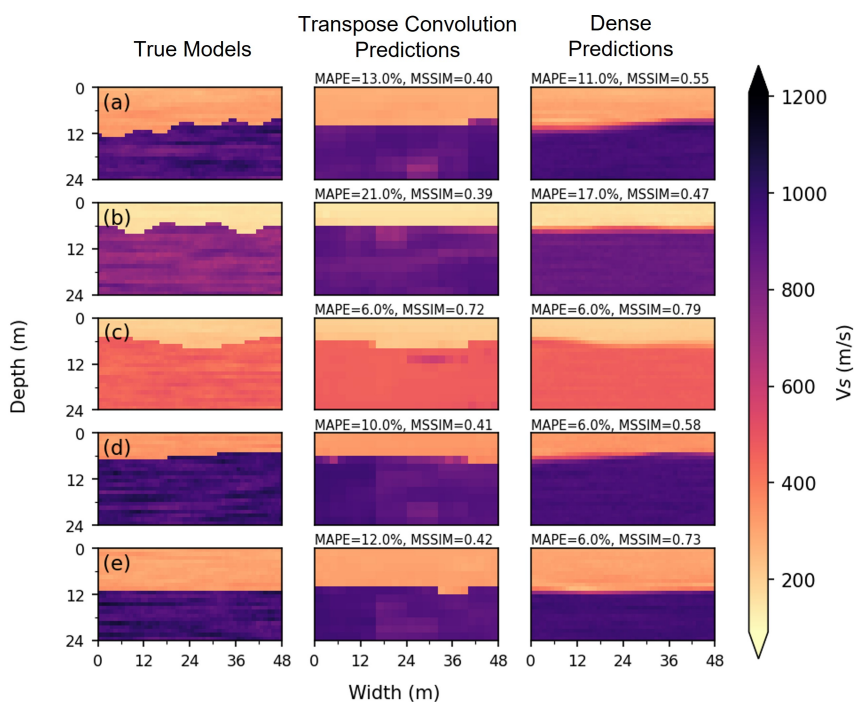 True Models
Transpose Convolution
Predictions
Dense
Predictions
MAPE=13.0%, MSSIM=0.40
MAPE=11.0%, MSSIM=0.55
(a)
0
12
24
MAPE=21.0%, MSSIM=0.39
MAPE=17.0%, MSSIM=0.47
(b)
0
12
24
MAPE=6.0%, MSSIM=0.72
MAPE=6.0%, MSSIM=0.79
(c)
0
12
24
MAPE=10.0%, MSSIM=0.41
MAPE=6.0%, MSSIM=0.58
(d)
0
12
24
MAPE=12.0%, MSSIM=0.42
MAPE=6.0%, MSSIM=0.73
(e)
0
12
24
0 12 24 36 48
0 12 24 36 48
0 12 24 36 48
Width (m)
Depth (m)
1200
1000
800
600
400
200
Vs (m/s)